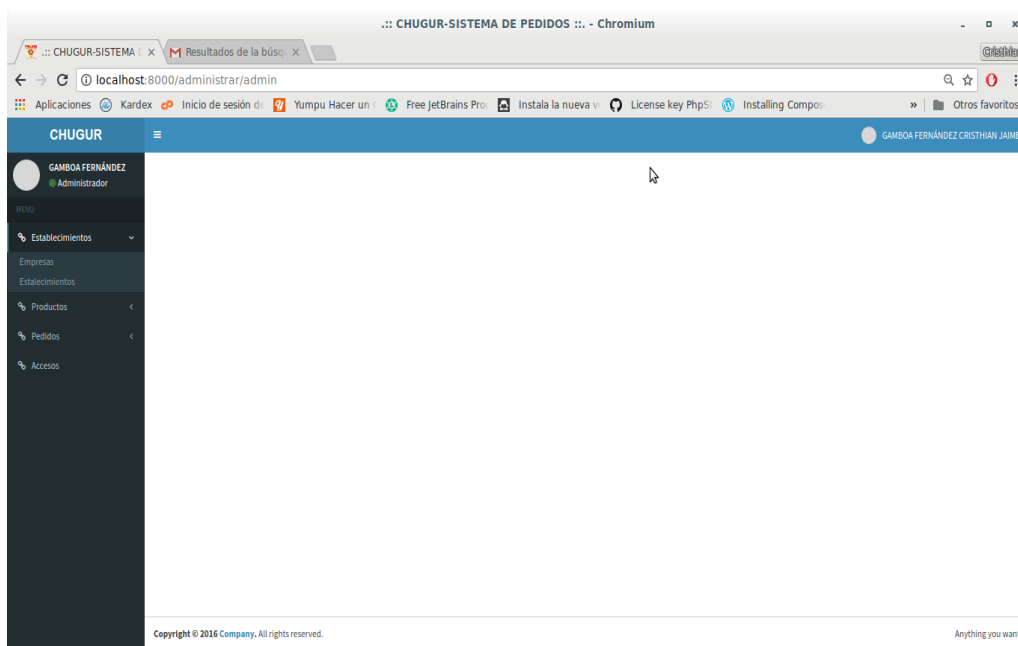 .:: CHUGUR-SISTEMA DE PEDIDOS ::. - Chromium
.:: CHUGUR-SISTEMA
Resultados de la búsq
Cristhia
localhost:8000/administrar/admin
Aplicaciones
Kardex
Inicio de sesión de
Yumpu Hacer un
Free JetBrains Pro
Instala la nueva v
License key PhpS
Installing Compos
»
Otros favoritos
CHUGUR
GAMBOA FERNÁNDEZ CRISTHIAN JAIME
GAMBOA FERNÁNDEZ
Administrador
MENU
Establecimientos
Empresas
Estalecimientos
Productos
Pedidos
Accesos
Copyright © 2016 Company. All rights reserved.
Anything you want